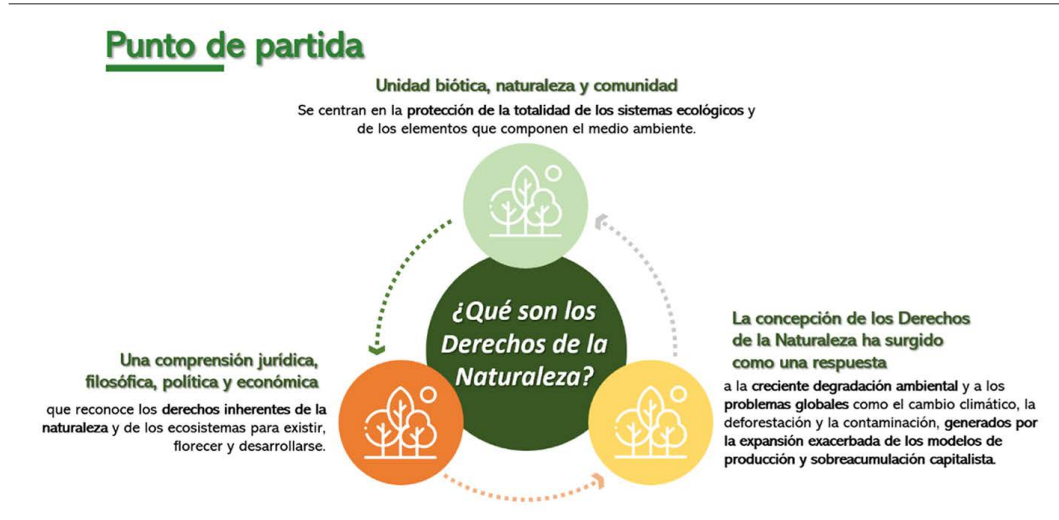 Punto de partida
Unidad biótica, naturaleza y comunidad
Se centran en la protección de la totalidad de los sistemas ecológicos y
de los elementos que componen el medio ambiente.
¿Qué son los
Derechos de la
Naturaleza?
Una comprensión jurídica,
filosófica, política y económica
que reconoce los derechos inherentes de la
naturaleza y de los ecosistemas para existir,
florecer y desarrollarse.
La concepción de los Derechos
de la Naturaleza ha surgido
como una respuesta
a la creciente degradación ambiental y a los
problemas globales como el cambio climático, la
deforestación y la contaminación, generados por
la expansión exacerbada de los modelos de
producción y sobreacumulación capitalista.